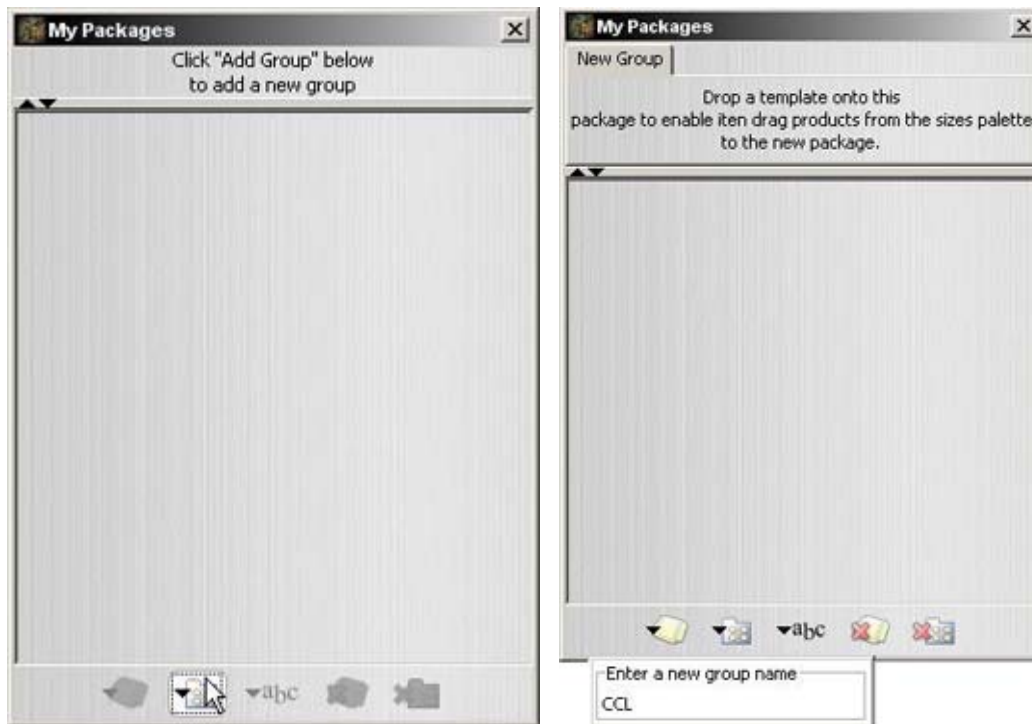 My Packages
Click "Add Group" below
to add a new group
abc
My Packages
New Group
Drop a template onto this
package to enable iten drag products from the sizes palette
to the new package.
abc
Enter a new group name
CCL